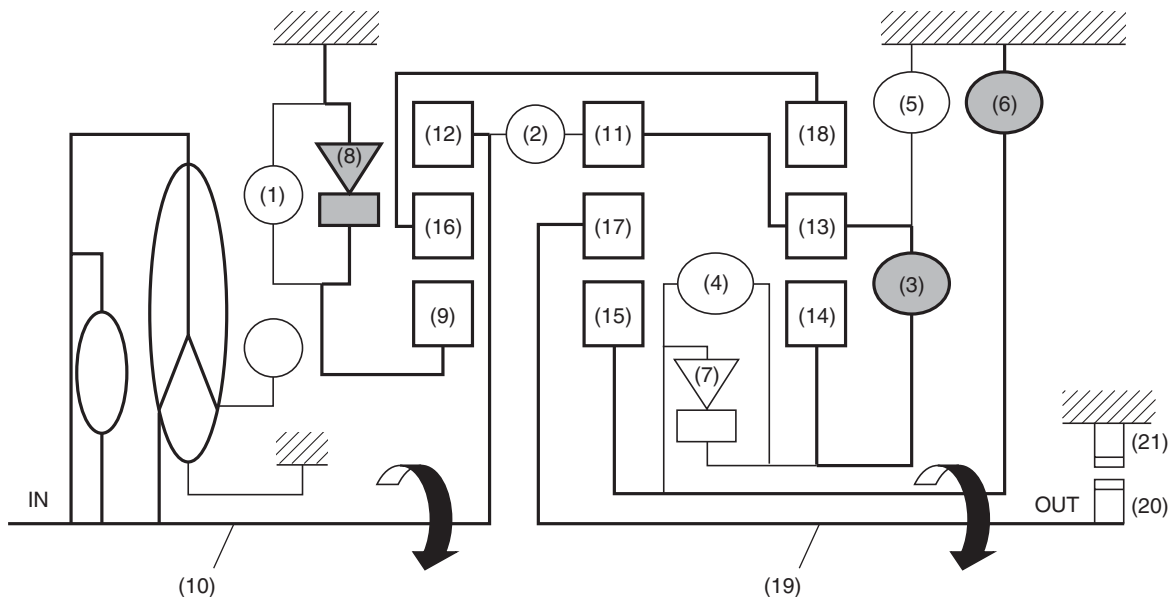 (12) (2) (11) (18) (5) (6)
(8)
(1)
(16) (17) (13)
(4) (3)
(9) (15) (14)
(7)
(21)
IN OUT (20)
(10) (19)